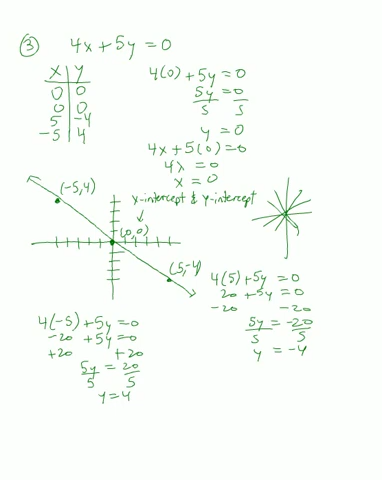 3 4x + 5y = 0
x y
0 0
0 0
5 -4
-5 4
4(0) + 5y = 0
5y = 0
5 5
y = 0
4x + 5(0) = 0
4x = 0
x = 0
(-5, 4)
x-intercept & y-intercept
(0, 0)
(5, -4)
4(5) + 5y = 0
20 + 5y = 0
-20 -20
5y = -20
5 5
y = -4
4(-5) + 5y = 0
-20 + 5y = 0
+20 +20
5y = 20
5 5
y = 4